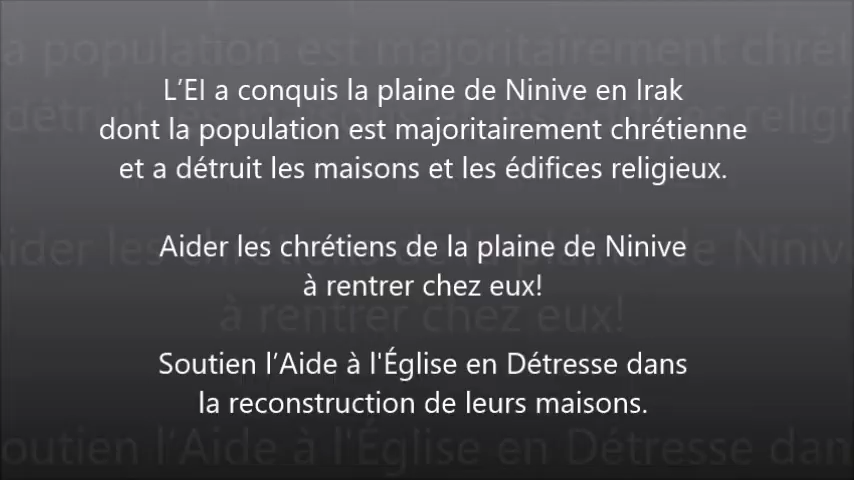 L’EI a conquis la plaine de Ninive en Irak
dont la population est majoritairement chrétienne
et a détruit les maisons et les édifices religieux.
Aider les chrétiens de la plaine de Ninive
à rentrer chez eux!
Soutien l’Aide à l'Église en Détresse dans
la reconstruction de leurs maisons.